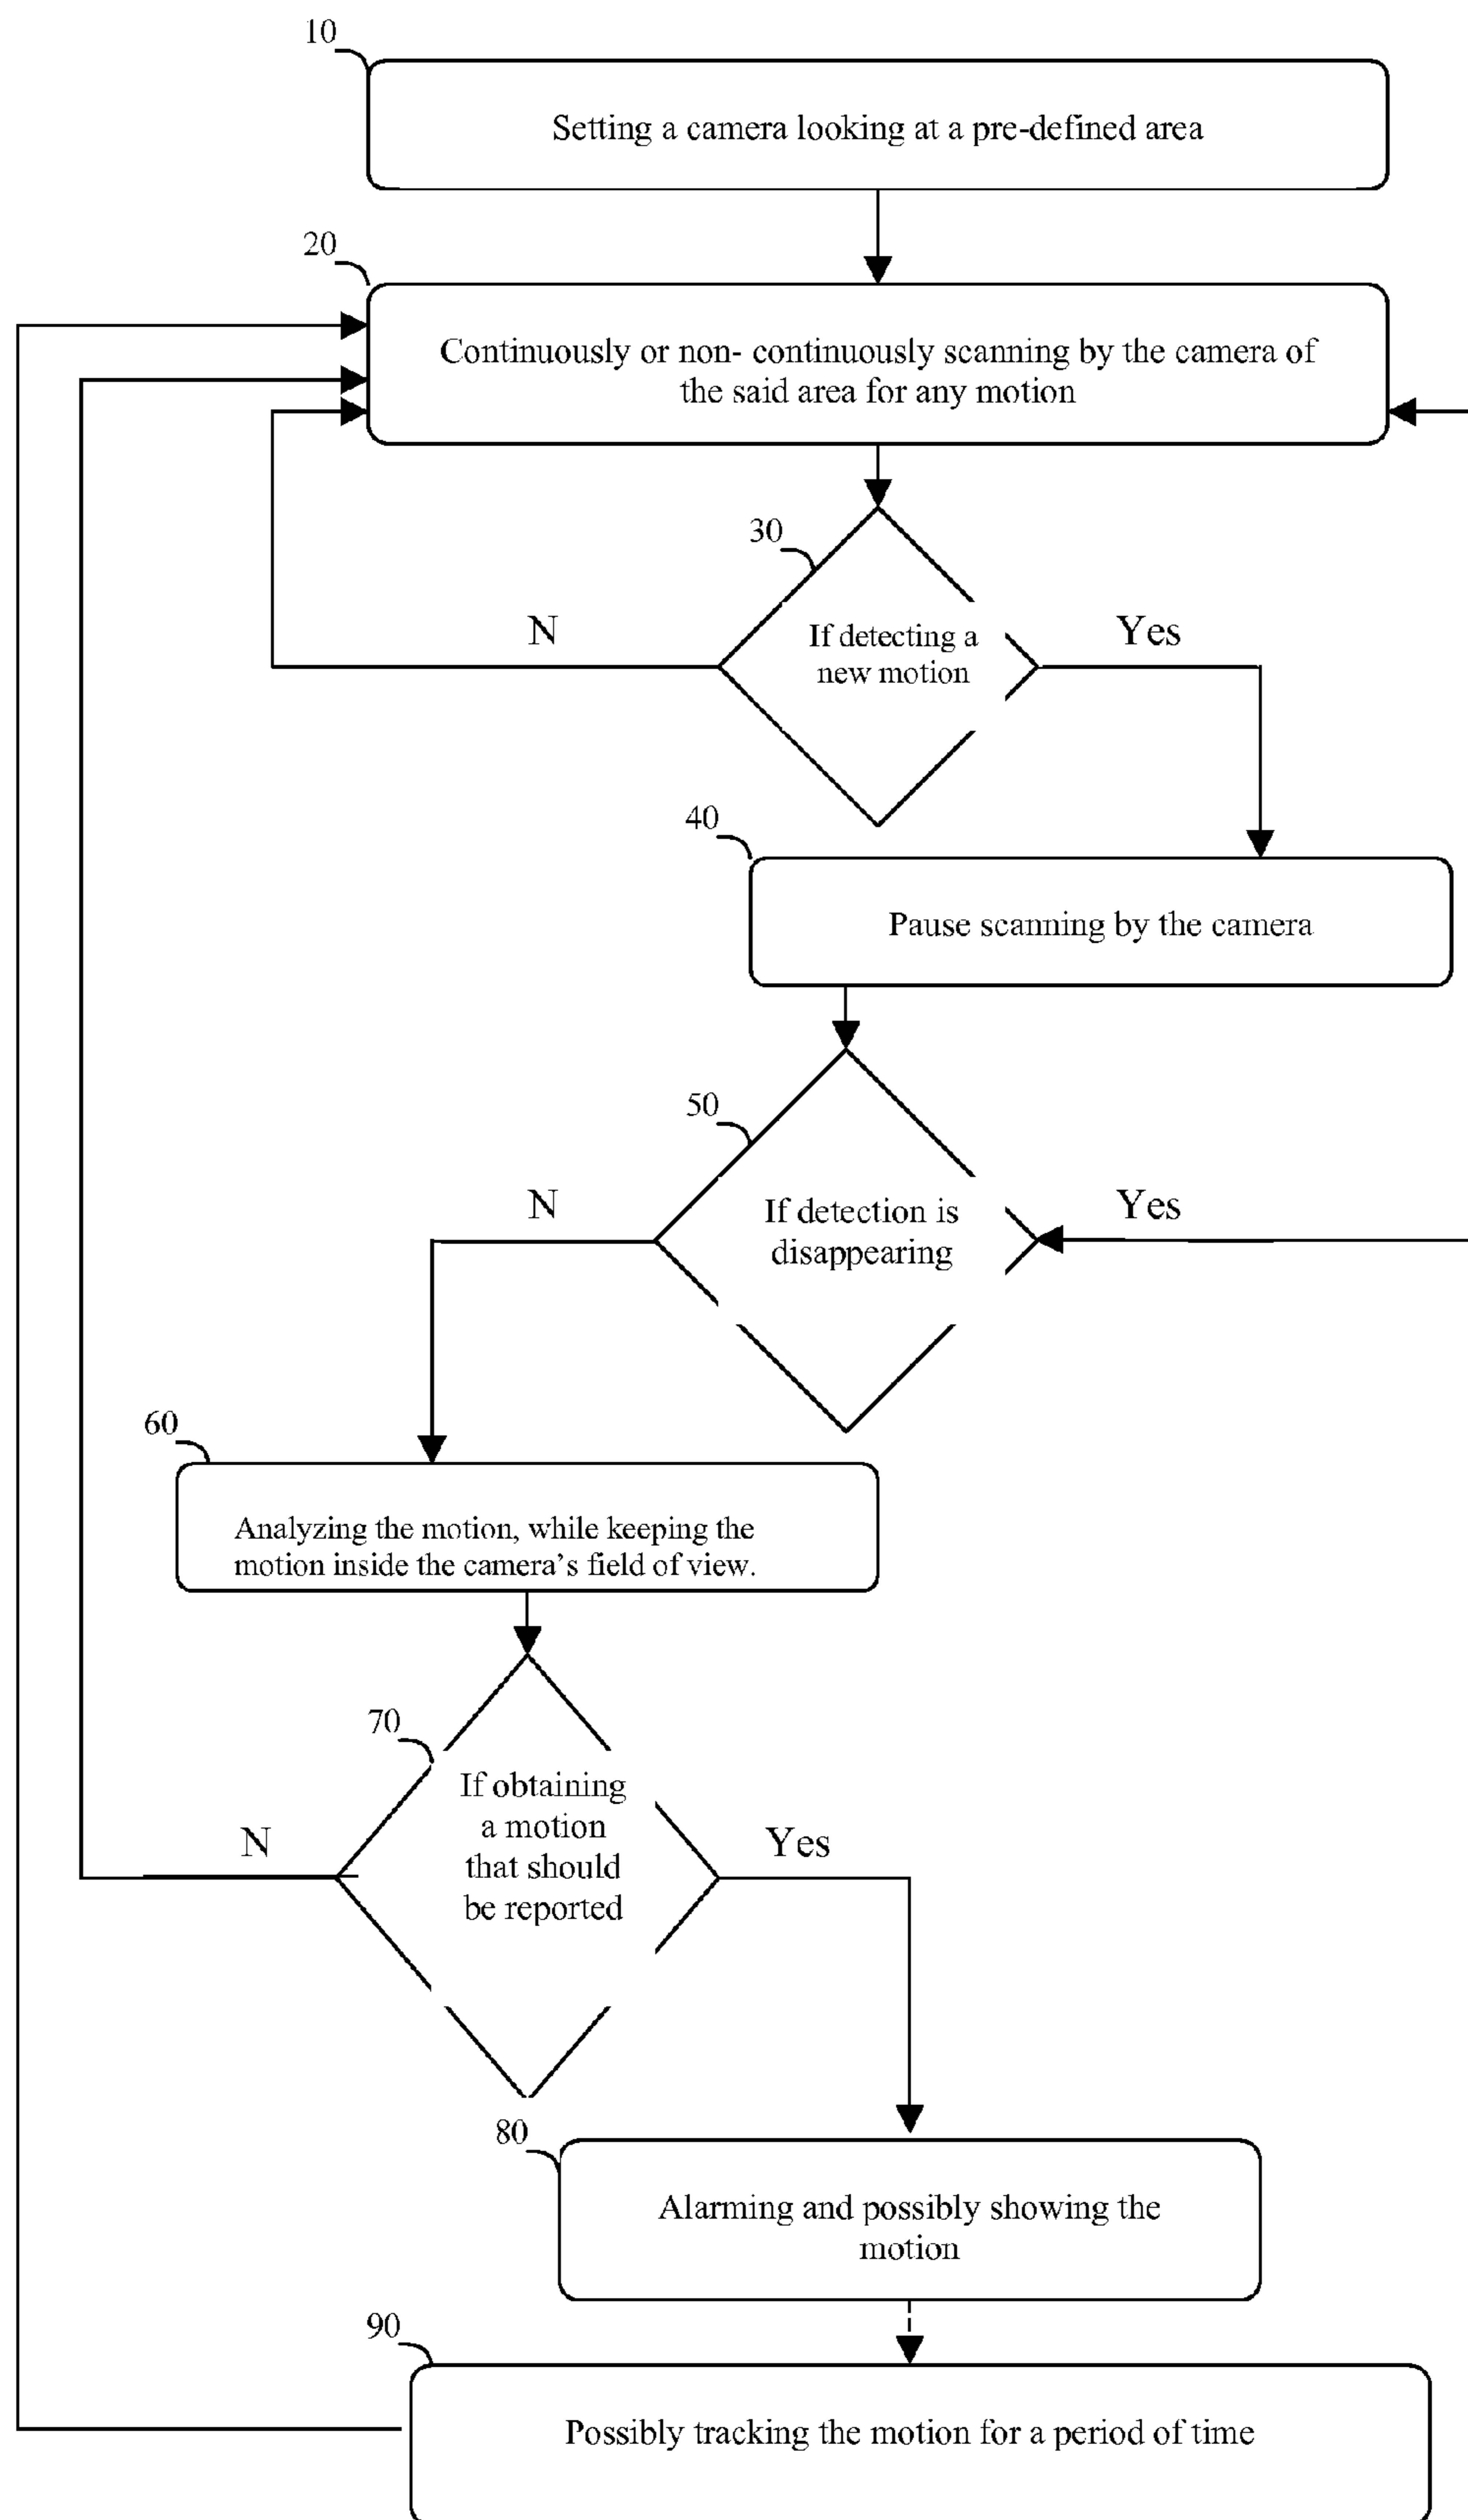 10
Setting a camera looking at a pre-defined area
20
Continuously or non- continuously scanning by the camera of
the said area for any motion
30
N
If detecting a
new motion
Yes
40
Pause scanning by the camera
50
N
If detection is
disappearing
Yes
60
Analyzing the motion, while keeping the
motion inside the camera's field of view.
70
If obtaining
a motion
that should
be reported
N
Yes
80
Alarming and possibly showing the
motion
90
Possibly tracking the motion for a period of time